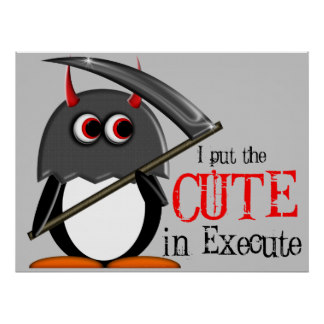 I put the
CUTE
in Execute